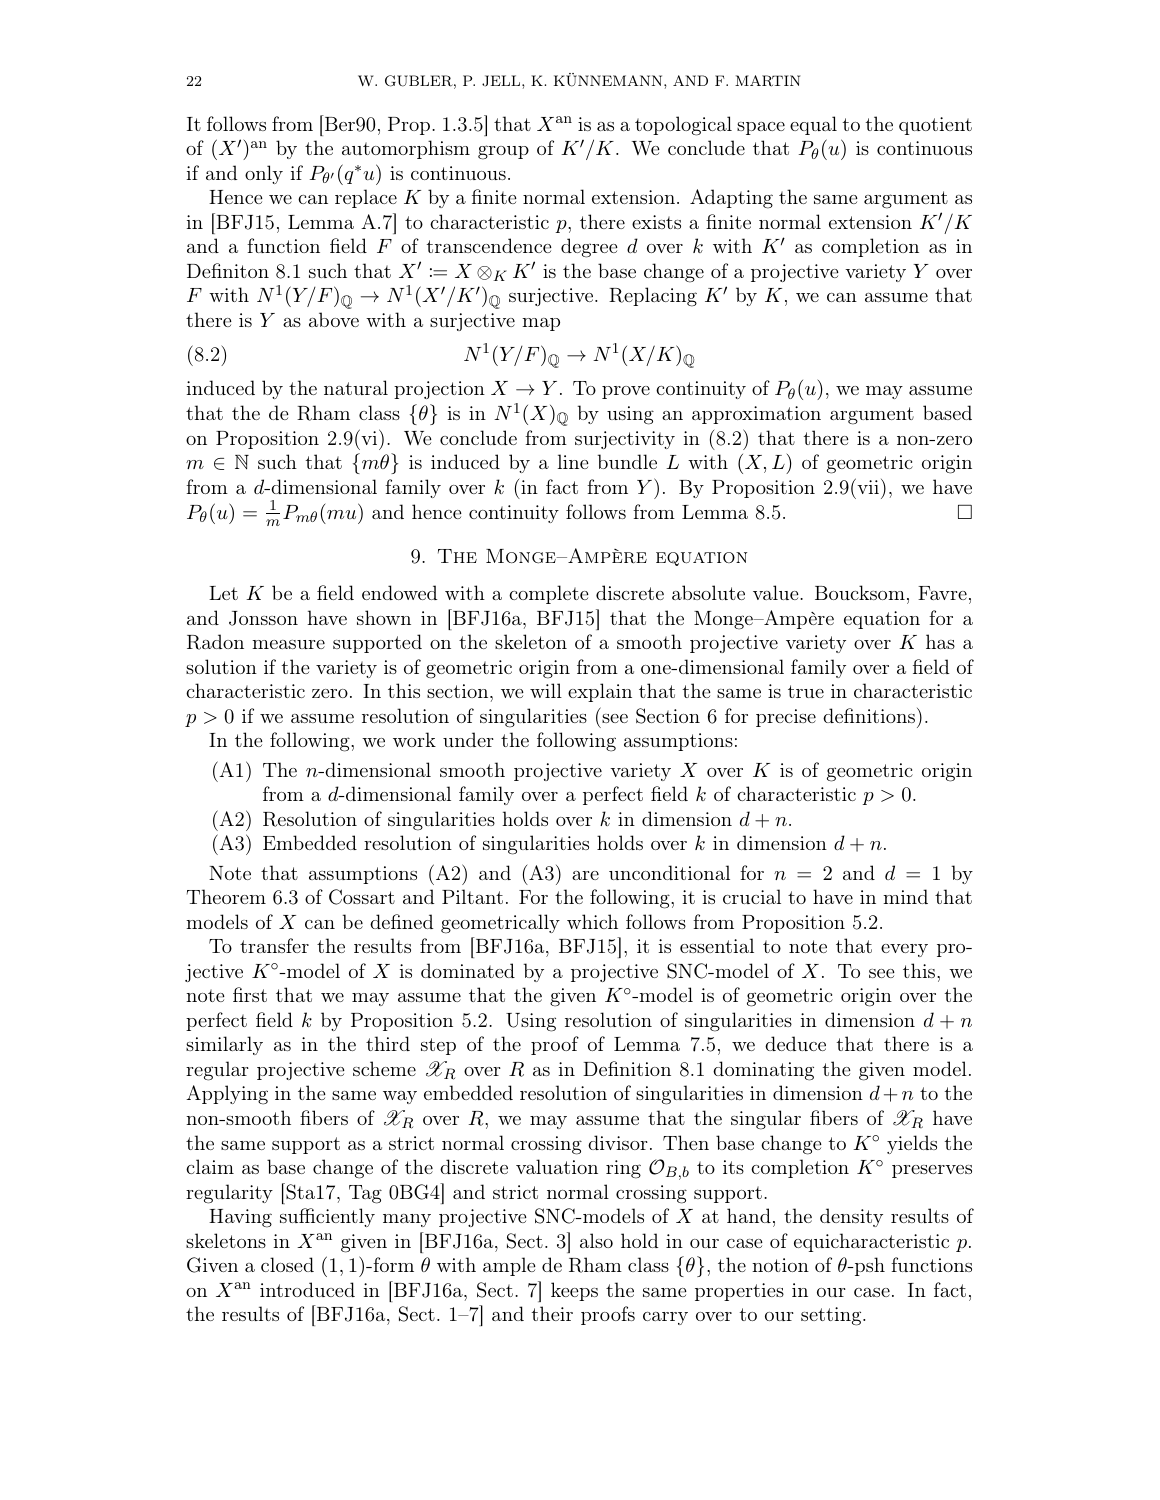 22 W. GUBLER, P. JELL, K. KÜNNEMANN, AND F. MARTIN
It follows from [Ber90, Prop. 1.3.5] that X^an is as a topological space equal to the quotient
of (X′)^an by the automorphism group of K′/K. We conclude that P_θ(u) is continuous
if and only if P_θ′(q*u) is continuous.
Hence we can replace K by a finite normal extension. Adapting the same argument as
in [BFJ15, Lemma A.7] to characteristic p, there exists a finite normal extension K′/K
and a function field F of transcendence degree d over k with K′ as completion as in
Definiton 8.1 such that X′ ≔ X ⊗_K K′ is the base change of a projective variety Y over
F with N¹(Y/F)_ℚ → N¹(X′/K′)_ℚ surjective. Replacing K′ by K, we can assume that
there is Y as above with a surjective map
(8.2) N¹(Y/F)_ℚ → N¹(X/K)_ℚ
induced by the natural projection X → Y. To prove continuity of P_θ(u), we may assume
that the de Rham class {θ} is in N¹(X)_ℚ by using an approximation argument based
on Proposition 2.9(vi). We conclude from surjectivity in (8.2) that there is a non-zero
m ∈ ℕ such that {mθ} is induced by a line bundle L with (X, L) of geometric origin
from a d-dimensional family over k (in fact from Y). By Proposition 2.9(vii), we have
P_θ(u) = 1/m P_mθ(mu) and hence continuity follows from Lemma 8.5. □
9. THE MONGE–AMPÈRE EQUATION
Let K be a field endowed with a complete discrete absolute value. Boucksom, Favre,
and Jonsson have shown in [BFJ16a, BFJ15] that the Monge–Ampère equation for a
Radon measure supported on the skeleton of a smooth projective variety over K has a
solution if the variety is of geometric origin from a one-dimensional family over a field of
characteristic zero. In this section, we will explain that the same is true in characteristic
p > 0 if we assume resolution of singularities (see Section 6 for precise definitions).
In the following, we work under the following assumptions:
(A1) The n-dimensional smooth projective variety X over K is of geometric origin
from a d-dimensional family over a perfect field k of characteristic p > 0.
(A2) Resolution of singularities holds over k in dimension d + n.
(A3) Embedded resolution of singularities holds over k in dimension d + n.
Note that assumptions (A2) and (A3) are unconditional for n = 2 and d = 1 by
Theorem 6.3 of Cossart and Piltant. For the following, it is crucial to have in mind that
models of X can be defined geometrically which follows from Proposition 5.2.
To transfer the results from [BFJ16a, BFJ15], it is essential to note that every pro-
jective K°-model of X is dominated by a projective SNC-model of X. To see this, we
note first that we may assume that the given K°-model is of geometric origin over the
perfect field k by Proposition 5.2. Using resolution of singularities in dimension d + n
similarly as in the third step of the proof of Lemma 7.5, we deduce that there is a
regular projective scheme 𝒳_R over R as in Definition 8.1 dominating the given model.
Applying in the same way embedded resolution of singularities in dimension d+n to the
non-smooth fibers of 𝒳_R over R, we may assume that the singular fibers of 𝒳_R have
the same support as a strict normal crossing divisor. Then base change to K° yields the
claim as base change of the discrete valuation ring 𝒪_B,b to its completion K° preserves
regularity [Sta17, Tag 0BG4] and strict normal crossing support.
Having sufficiently many projective SNC-models of X at hand, the density results of
skeletons in X^an given in [BFJ16a, Sect. 3] also hold in our case of equicharacteristic p.
Given a closed (1, 1)-form θ with ample de Rham class {θ}, the notion of θ-psh functions
on X^an introduced in [BFJ16a, Sect. 7] keeps the same properties in our case. In fact,
the results of [BFJ16a, Sect. 1–7] and their proofs carry over to our setting.